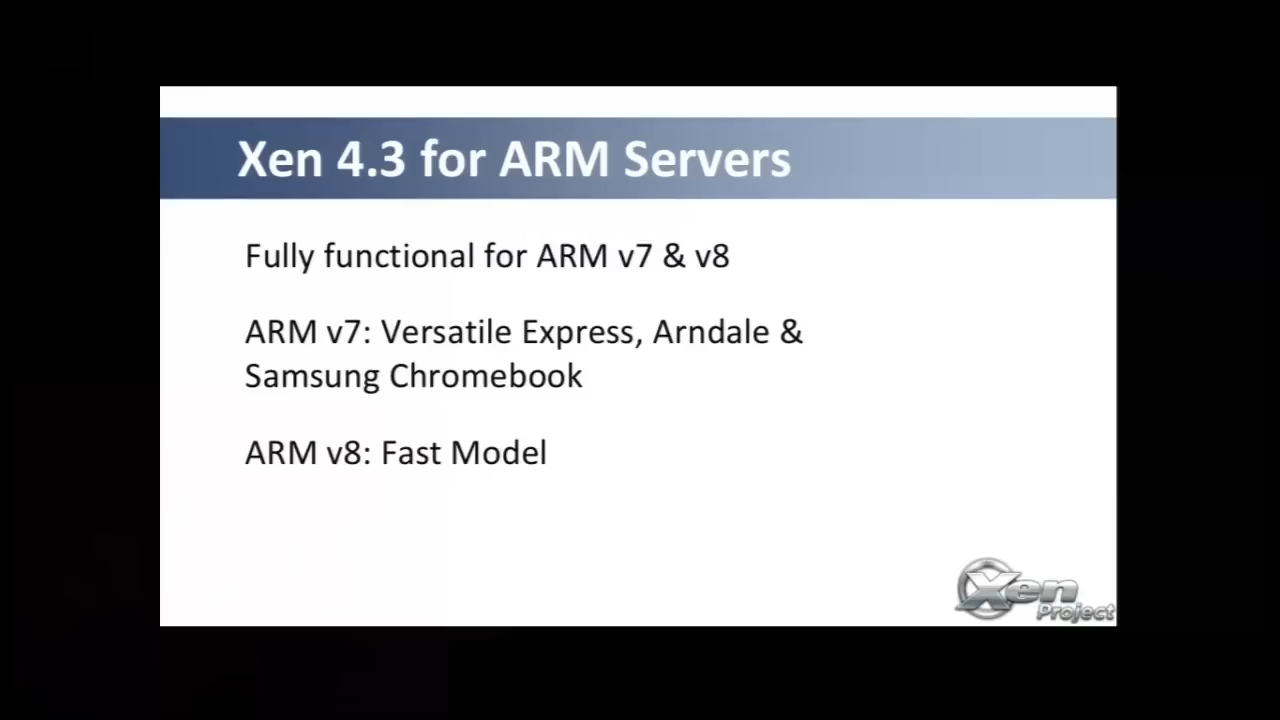 Xen 4.3 for ARM Servers
Fully functional for ARM v7 & v8
ARM v7: Versatile Express, Arndale &
Samsung Chromebook
ARM v8: Fast Model
Xen
Project